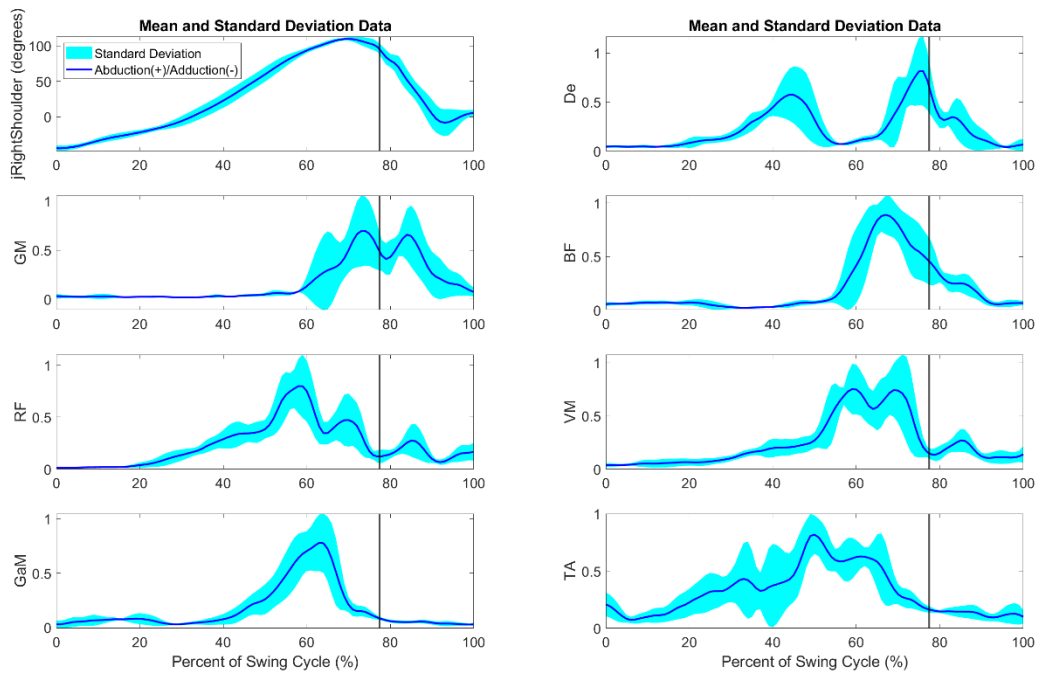 Mean and Standard Deviation Data
jRightShoulder (degrees)
100
50
0
Standard Deviation
Abduction(+)/Adduction(-)
0 20 40 60 80 100
Mean and Standard Deviation Data
De
1
0.5
0
0 20 40 60 80 100
GM
1
0.5
0
0 20 40 60 80 100
BF
1
0.5
0
0 20 40 60 80 100
RF
1
0.5
0
0 20 40 60 80 100
VM
1
0.5
0
0 20 40 60 80 100
GaM
1
0.5
0
0 20 40 60 80 100
Percent of Swing Cycle (%)
TA
1
0.5
0
0 20 40 60 80 100
Percent of Swing Cycle (%)